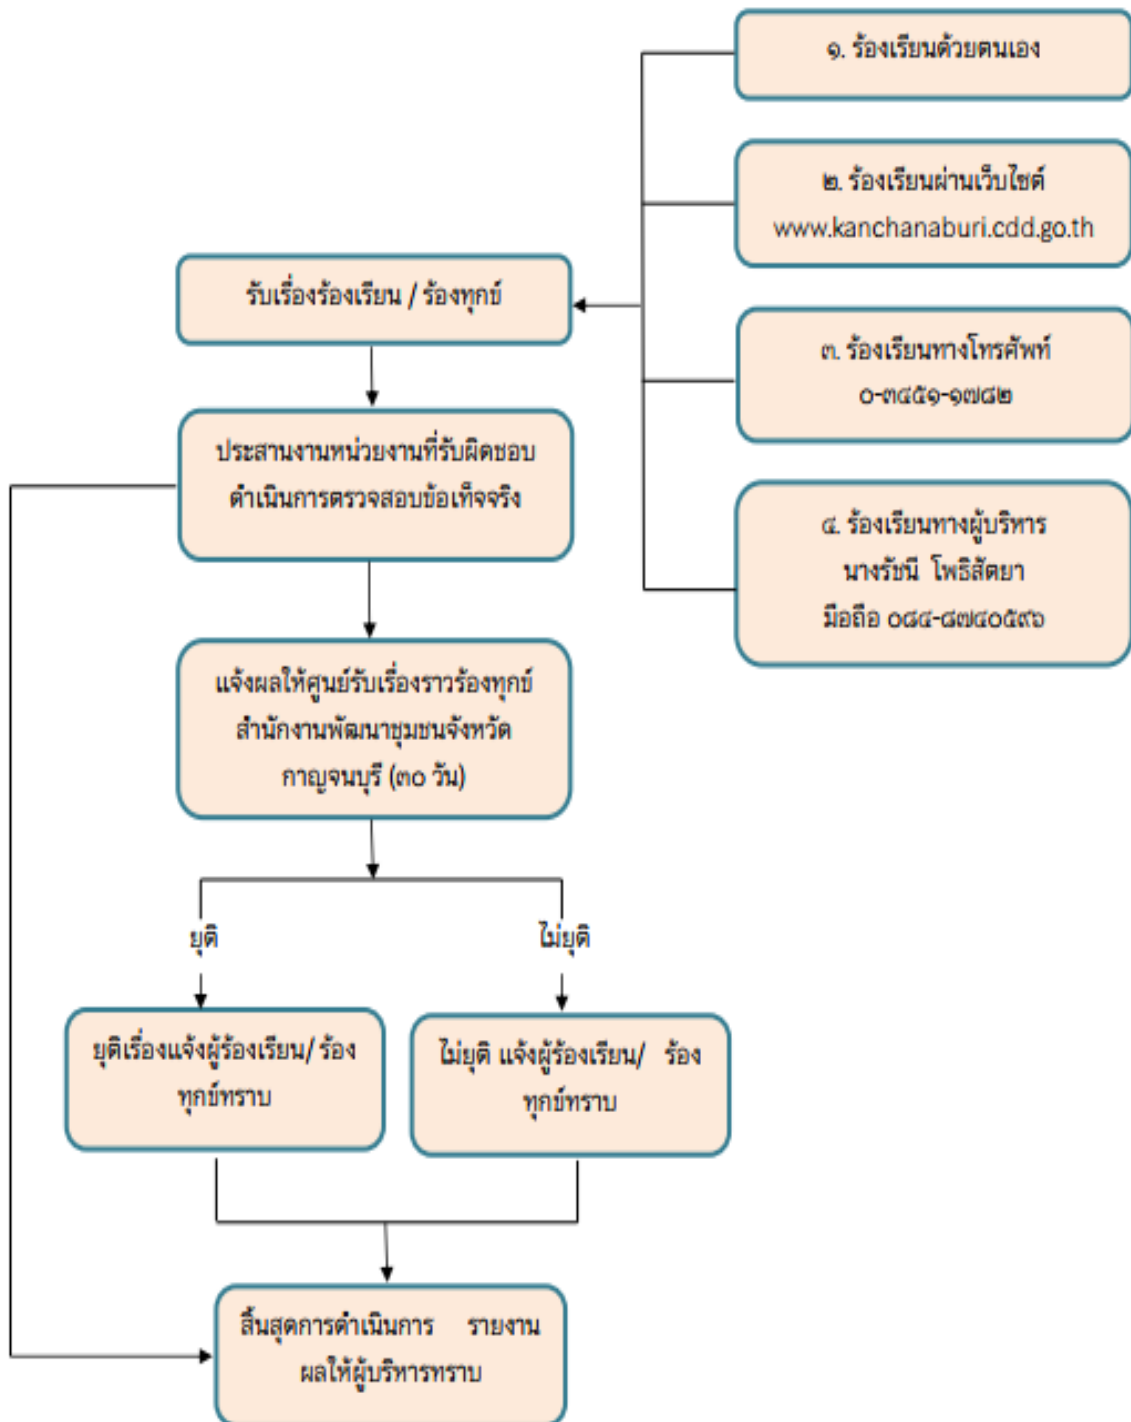 ๑. ร้องเรียนด้วยตนเอง
๒. ร้องเรียนผ่านเว็บไซต์
www.kanchanaburi.cdd.go.th
๓. ร้องเรียนทางโทรศัพท์
๐-๓๔๕๑-๑๗๘๒
๔. ร้องเรียนทางผู้บริหาร
นางรัชนี โพธิสัตยา
มือถือ ๐๘๔-๘๗๔๐๕๙๖
รับเรื่องร้องเรียน / ร้องทุกข์
ประสานงานหน่วยงานที่รับผิดชอบ
ดำเนินการตรวจสอบข้อเท็จจริง
แจ้งผลให้ศูนย์รับเรื่องราวร้องทุกข์
สำนักงานพัฒนาชุมชนจังหวัด
กาญจนบุรี (๓๐ วัน)
ยุติ
ไม่ยุติ
ยุติเรื่องแจ้งผู้ร้องเรียน/ ร้อง
ทุกข์ทราบ
ไม่ยุติ แจ้งผู้ร้องเรียน/ ร้อง
ทุกข์ทราบ
สิ้นสุดการดำเนินการ รายงาน
ผลให้ผู้บริหารทราบ